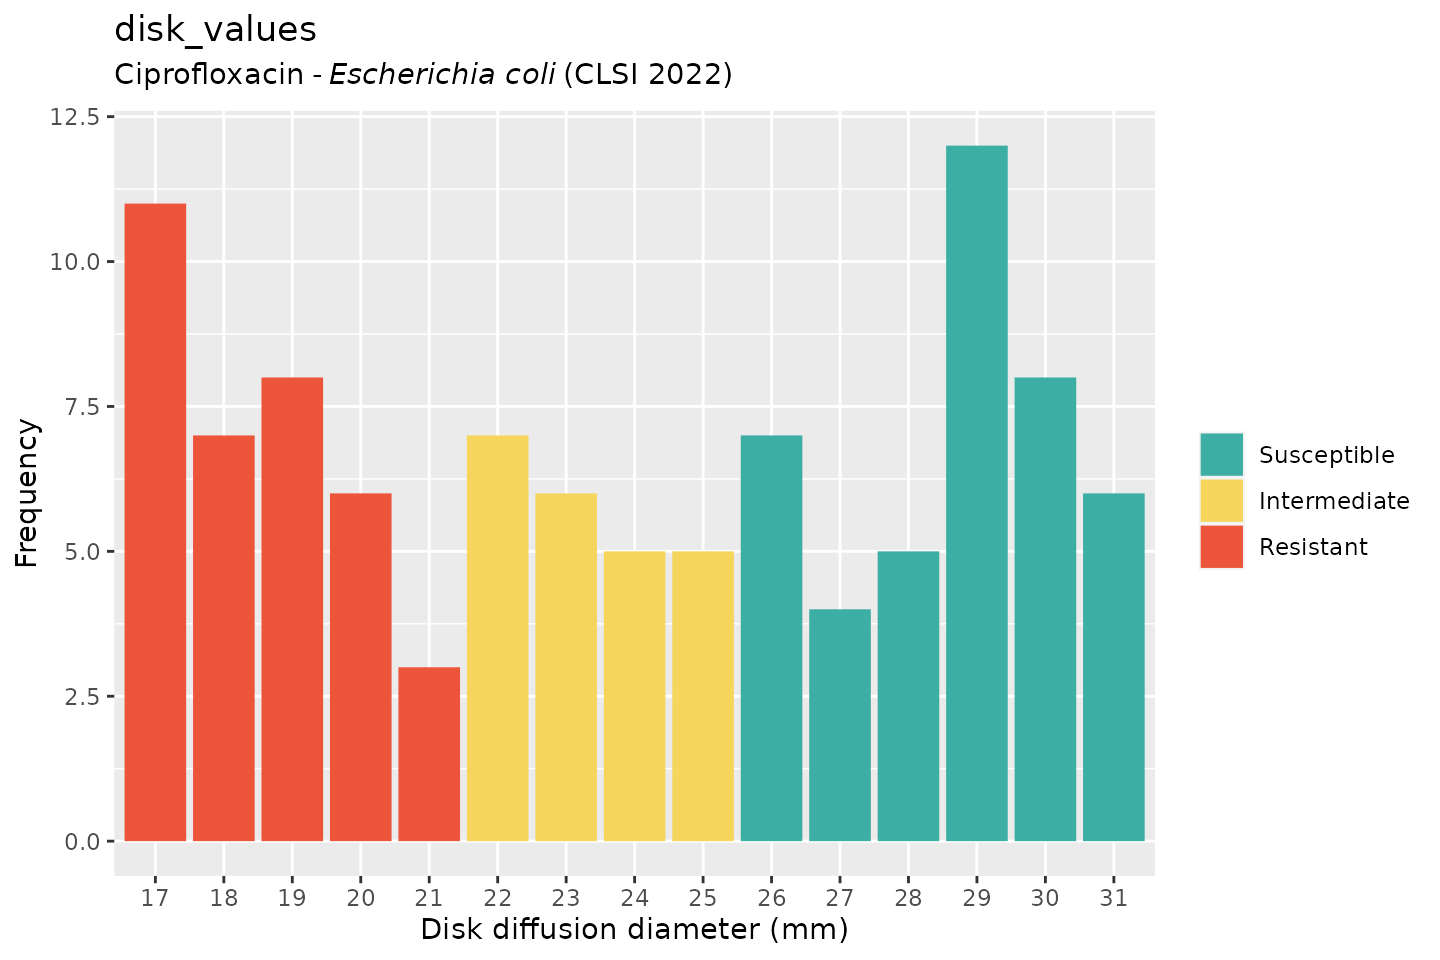 disk_values
Ciprofloxacin - Escherichia coli (CLSI 2022)
12.5
10.0
7.5
5.0
2.5
0.0
Frequency
17 18 19 20 21 22 23 24 25 26 27 28 29 30 31
Disk diffusion diameter (mm)
Susceptible
Intermediate
Resistant